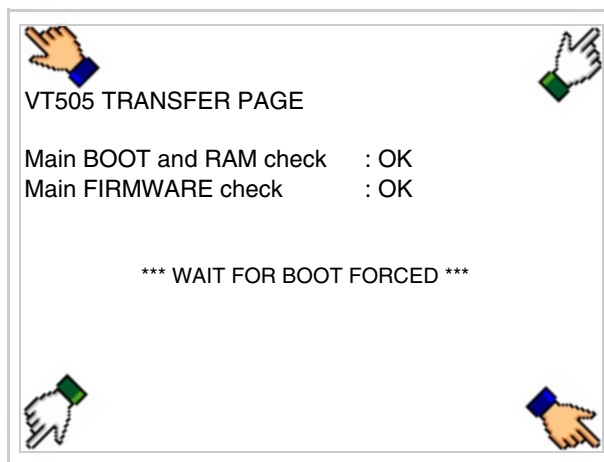 VT505 TRANSFER PAGE
Main BOOT and RAM check : OK
Main FIRMWARE check : OK
*** WAIT FOR BOOT FORCED ***